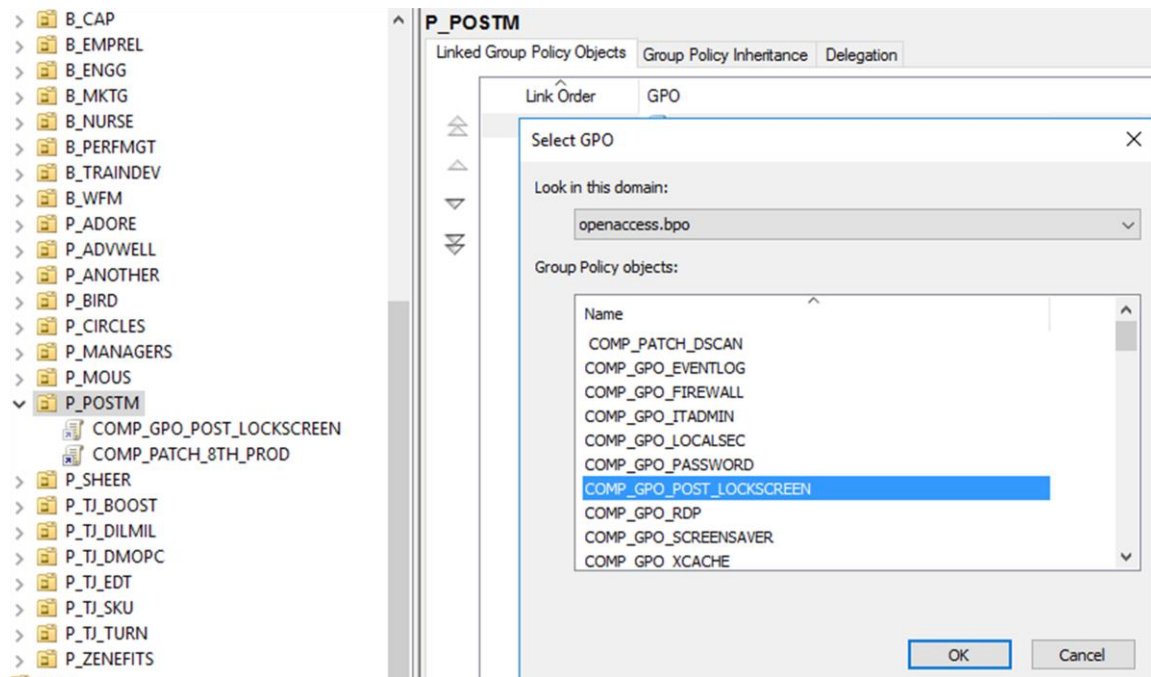 B_CAP
B_EMPREL
B_ENGG
B_MKTG
B_NURSE
B_PERFMGT
B_TRAINDEV
B_WFM
P_ADORE
P_ADVWELL
P_ANOTHER
P_BIRD
P_CIRCLES
P_MANAGERS
P_MOUS
P_POSTM
COMP_GPO_POST_LOCKSCREEN
COMP_PATCH_8TH_PROD
P_SHEER
P_TJ_BOOST
P_TJ_DILMIL
P_TJ_DMOPC
P_TJ_EDT
P_TJ_SKU
P_TJ_TURN
P_ZENEFITS
P_POSTM
Linked Group Policy Objects Group Policy Inheritance Delegation
Link Order GPO
Select GPO
Look in this domain:
openaccess.bpo
Group Policy objects:
Name
COMP_PATCH_DSCAN
COMP_GPO_EVENTLOG
COMP_GPO_FIREWALL
COMP_GPO_ITADMIN
COMP_GPO_LOCALSEC
COMP_GPO_PASSWORD
COMP_GPO_POST_LOCKSCREEN
COMP_GPO_RDP
COMP_GPO_SCREENSAVER
COMP_GPO_XCACHE
OK Cancel